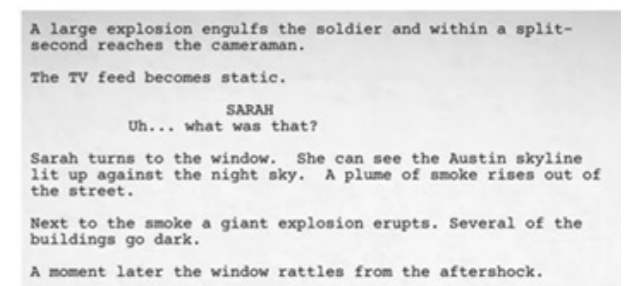 A large explosion engulfs the soldier and within a split-
second reaches the cameraman.
The TV feed becomes static.
SARAH
Uh... what was that?
Sarah turns to the window.  She can see the Austin skyline
lit up against the night sky.  A plume of smoke rises out of
the street.
Next to the smoke a giant explosion erupts. Several of the
buildings go dark.
A moment later the window rattles from the aftershock.